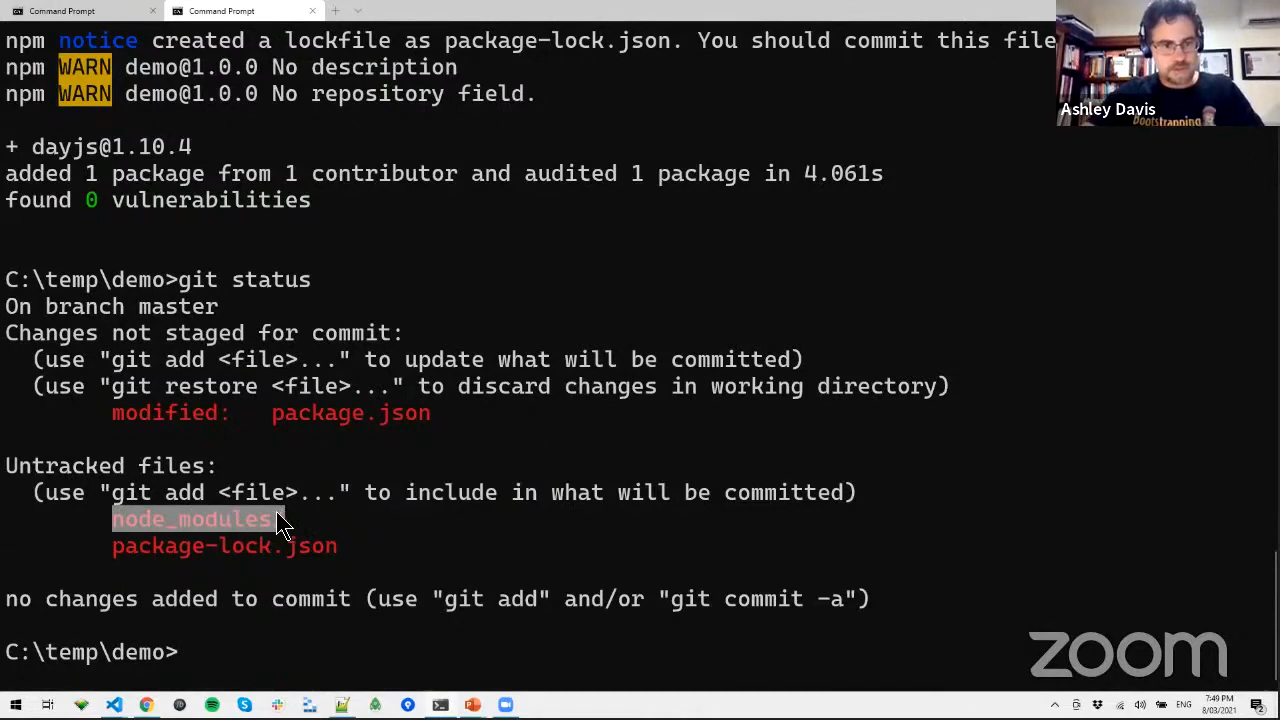 Command Prompt
Command Prompt
npm notice created a lockfile as package-lock.json. You should commit this file
npm WARN demo@1.0.0 No description
npm WARN demo@1.0.0 No repository field.
Ashley Davis
Bootstrapping
+ dayjs@1.10.4
added 1 package from 1 contributor and audited 1 package in 4.061s
found 0 vulnerabilities
C:\temp\demo>git status
On branch master
Changes not staged for commit:
(use "git add <file>..." to update what will be committed)
(use "git restore <file>..." to discard changes in working directory)
modified: package.json
Untracked files:
(use "git add <file>..." to include in what will be committed)
node_modules/
package-lock.json
no changes added to commit (use "git add" and/or "git commit -a")
C:\temp\demo>
zoom
ENG
7:49 PM
8/03/2021
2